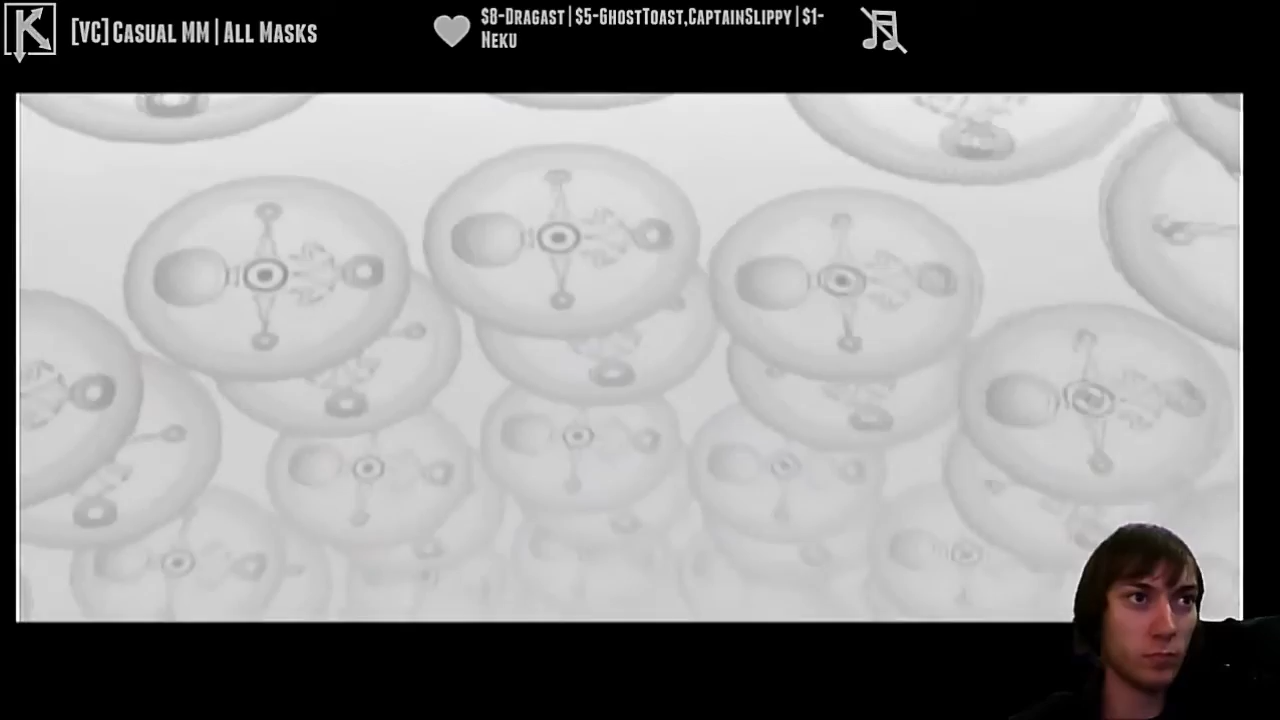 [VC] Casual MM | All Masks
$8-Dragast | $5-GhostToast,CaptainSlippy | $1-
Neku